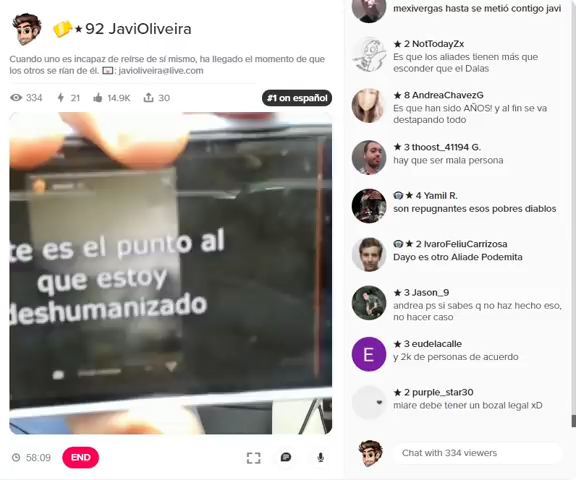 92 JaviOliveira
Cuando uno es incapaz de reírse de sí mismo, ha llegado el momento de que
los otros se rían de él. 📧: javioliveira@live.com
334 21 14.9K 30
#1 on español
te es el punto al
que estoy
deshumanizado
58:09 END
mexivergas hasta se metió contigo javi
2 NotTodayZx
Es que los aliades tienen más que
esconder que el Dalas
8 AndreaChavezG
Es que han sido AÑOS! y al fin se va
destapando todo
3 thoost_41194 G.
hay que ser mala persona
4 Yamil R.
son repugnantes esos pobres diablos
2 IvaroFeliuCarrizosa
Dayo es otro Aliade Podemita
3 Jason_9
andrea ps si sabes q no haz hecho eso,
no hacer caso
E
3 eudelacalle
y 2k de personas de acuerdo
2 purple_star30
miare debe tener un bozal legal xD
Chat with 334 viewers